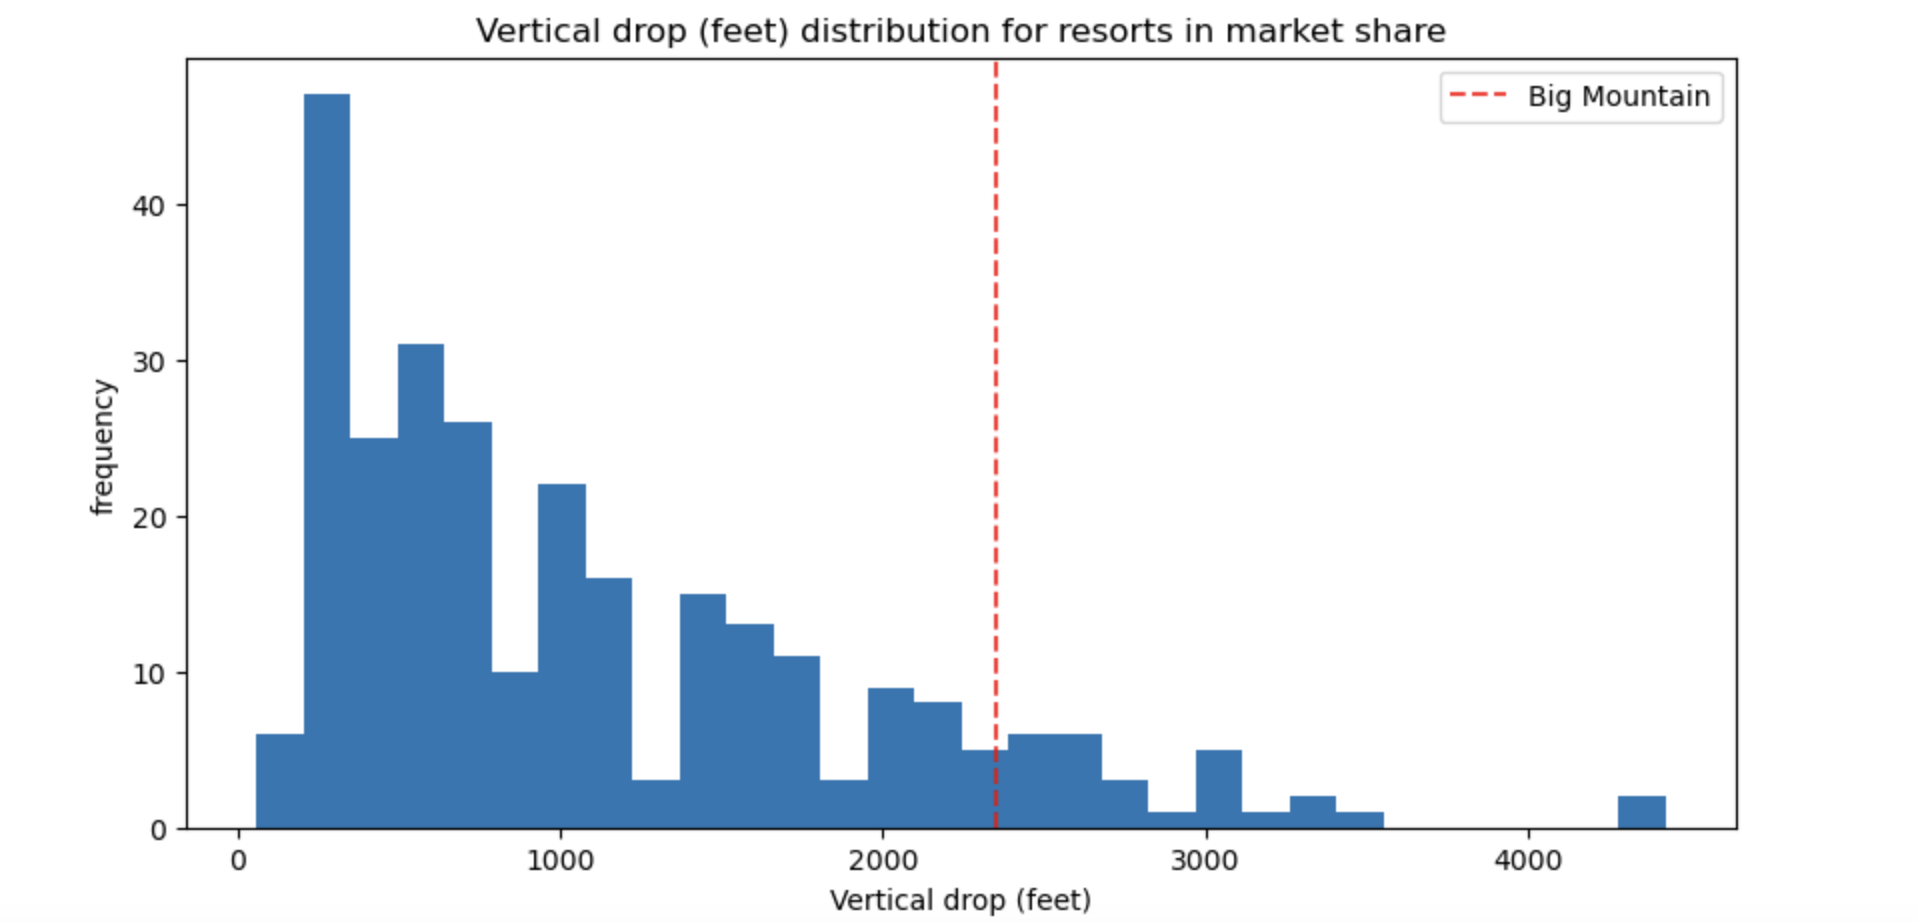 Vertical drop (feet) distribution for resorts in market share
Big Mountain
frequency
40
30
20
10
0
0 1000 2000 3000 4000
Vertical drop (feet)